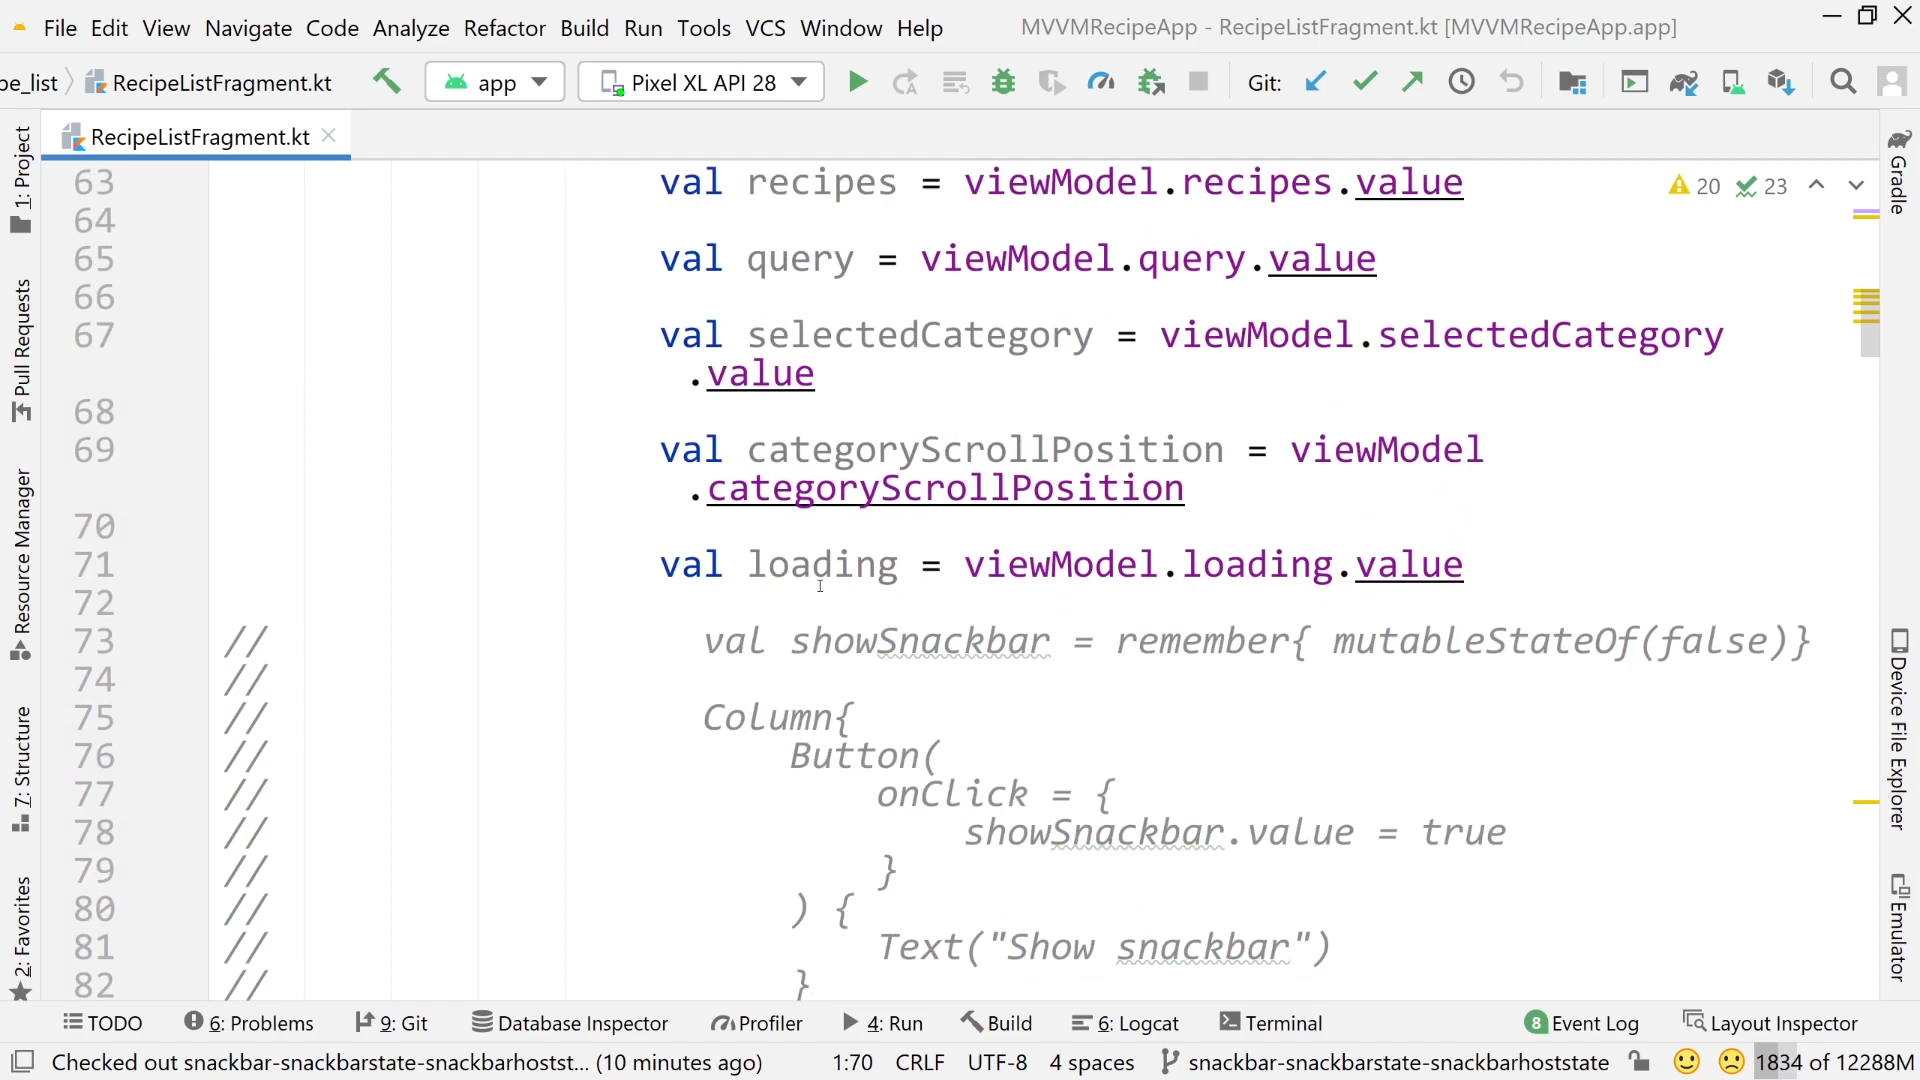 File Edit View Navigate Code Analyze Refactor Build Run Tools VCS Window Help MVVMRecipeApp - RecipeListFragment.kt [MVVMRecipeApp.app]
pe_list RecipeListFragment.kt app Pixel XL API 28 Git:
RecipeListFragment.kt
63 val recipes = viewModel.recipes.value 20 23
64
65 val query = viewModel.query.value
66
67 val selectedCategory = viewModel.selectedCategory
.value
68
69 val categoryScrollPosition = viewModel
.categoryScrollPosition
70
71 val loading = viewModel.loading.value
72
73 // val showSnackbar = remember{ mutableStateOf(false)}
74 //
75 // Column{
76 // Button(
77 // onClick = {
78 // showSnackbar.value = true
79 // }
80 // ) {
81 // Text("Show snackbar")
82 // }
1: Project
Pull Requests
Resource Manager
7: Structure
2: Favorites
Gradle
Device File Explorer
Emulator
TODO 6: Problems 9: Git Database Inspector Profiler 4: Run Build 6: Logcat Terminal 8 Event Log Layout Inspector
Checked out snackbar-snackbarstate-snackbarhostst... (10 minutes ago) 1:70 CRLF UTF-8 4 spaces snackbar-snackbarstate-snackbarhoststate 1834 of 12288M